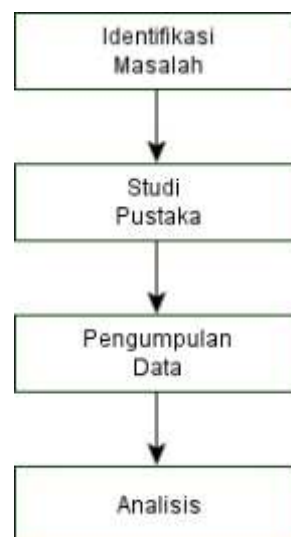 Identifikasi
Masalah
Studi
Pustaka
Pengumpulan
Data
Analisis